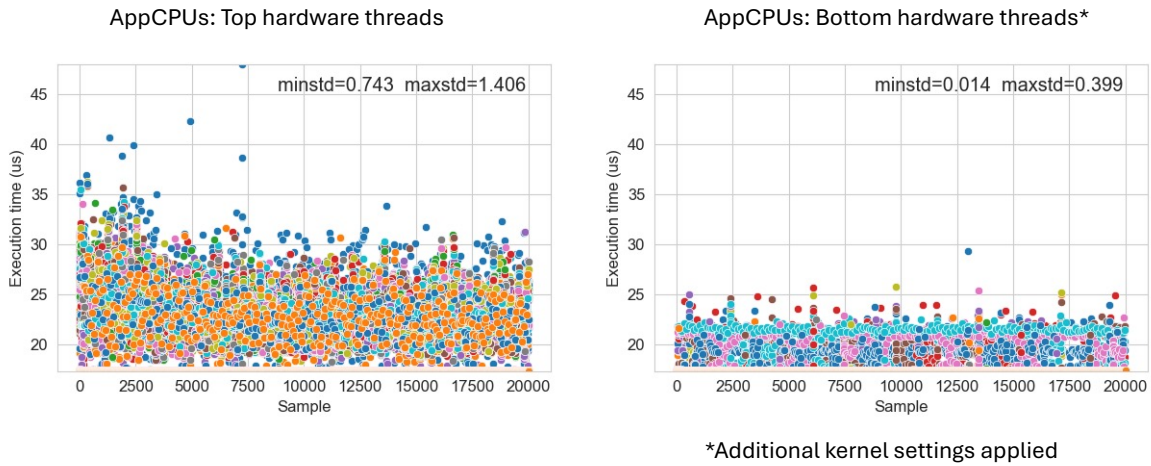 AppCPUs: Top hardware threads
minstd=0.743 maxstd=1.406
Execution time (us)
45
40
35
30
25
20
0 2500 5000 7500 10000 12500 15000 17500 20000
Sample
AppCPUs: Bottom hardware threads*
minstd=0.014 maxstd=0.399
Execution time (us)
45
40
35
30
25
20
0 2500 5000 7500 10000 12500 15000 17500 20000
Sample
*Additional kernel settings applied